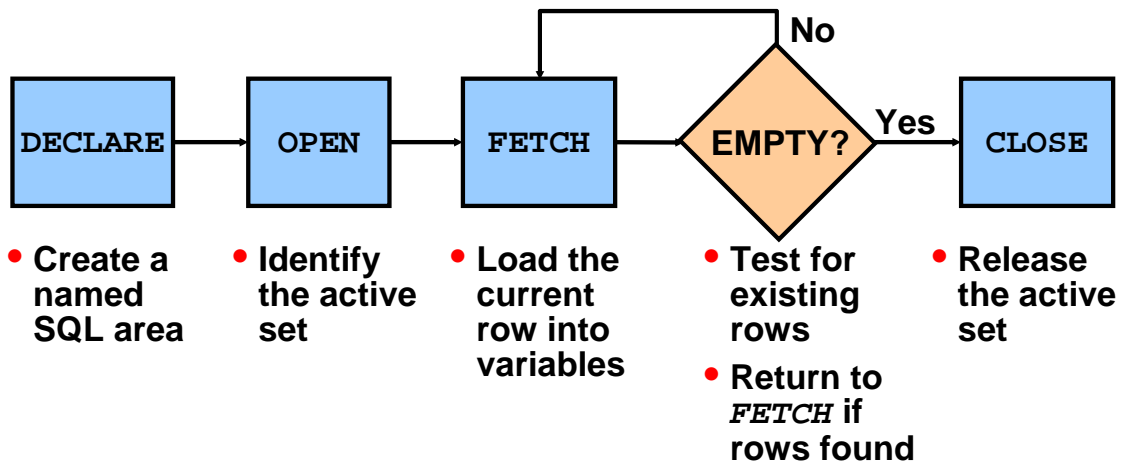 No
DECLARE
OPEN
FETCH
EMPTY?
Yes
CLOSE
• Create a
named
SQL area
• Identify
the active
set
• Load the
current
row into
variables
• Test for
existing
rows
• Return to
FETCH if
rows found
• Release
the active
set